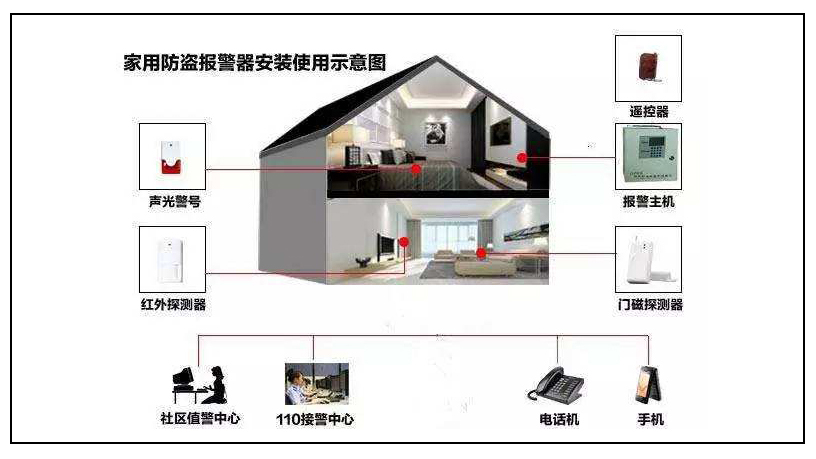 家用防盗报警器安装使用示意图
遥控器
声光警号
报警主机
红外探测器
门磁探测器
社区值警中心
110接警中心
电话机
手机